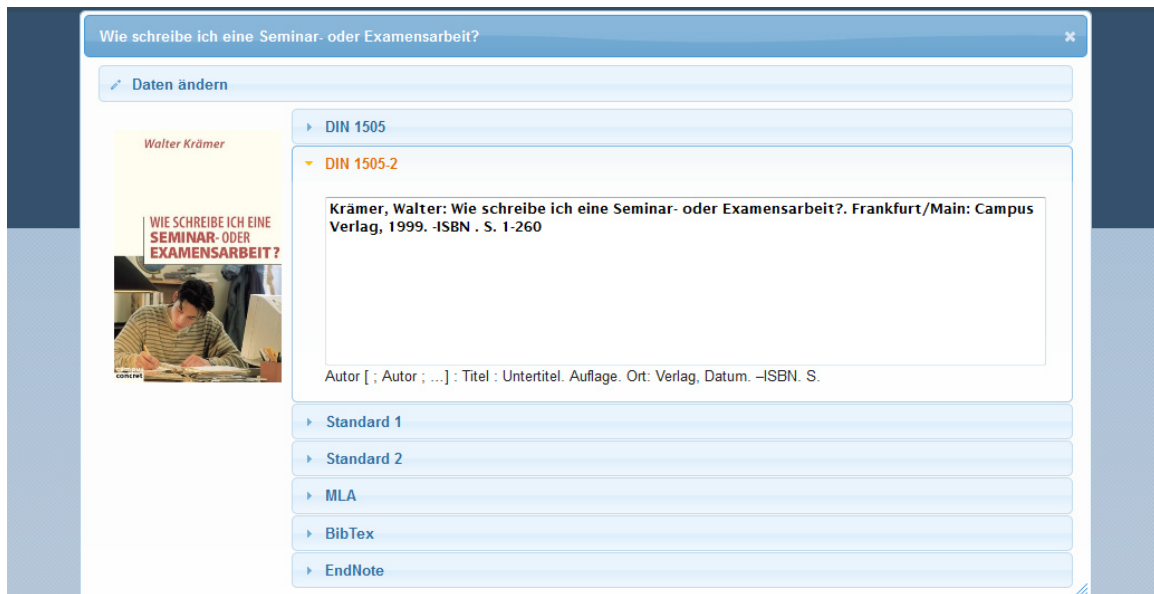 Wie schreibe ich eine Seminar- oder Examensarbeit?
Daten ändern
Walter Krämer
WIE SCHREIBE ICH EINE
SEMINAR- ODER
EXAMENSARBEIT?
concret
DIN 1505
DIN 1505-2
Krämer, Walter: Wie schreibe ich eine Seminar- oder Examensarbeit?. Frankfurt/Main: Campus
Verlag, 1999. -ISBN . S. 1-260
Autor [ ; Autor ; ...] : Titel : Untertitel. Auflage. Ort: Verlag, Datum. –ISBN. S.
Standard 1
Standard 2
MLA
BibTex
EndNote